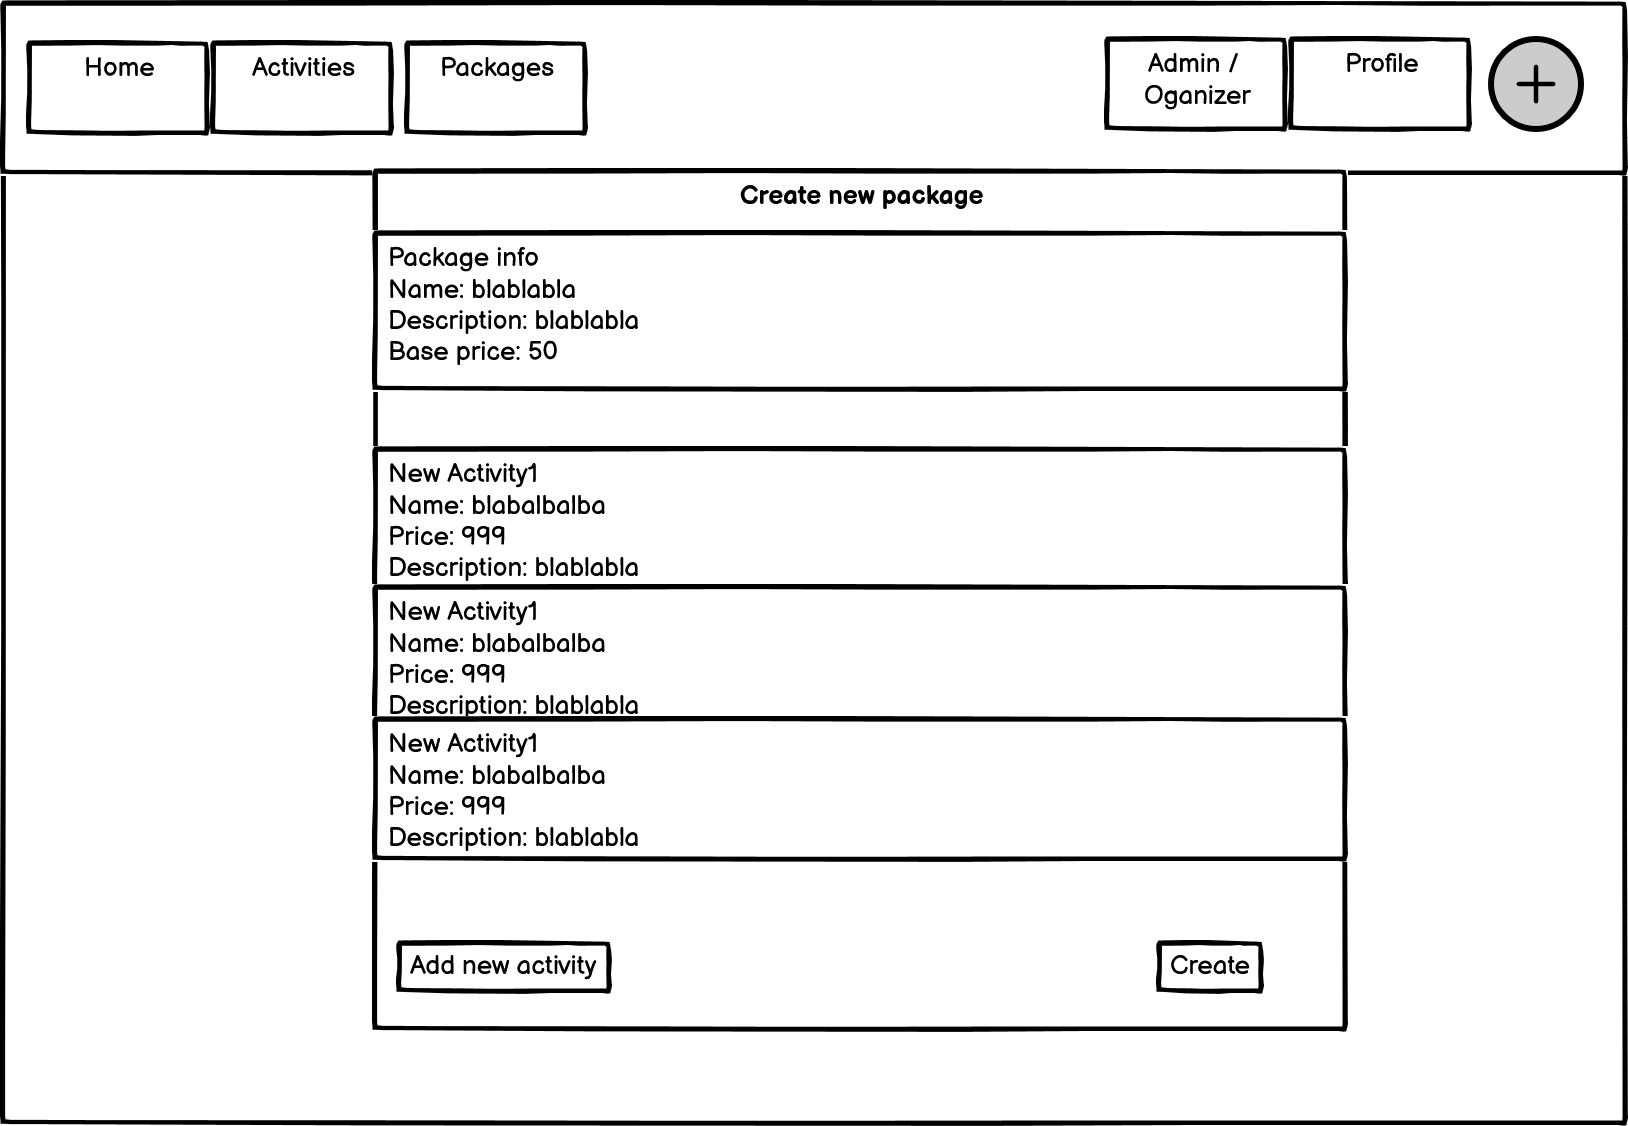 Home
Activities
Packages
Admin /
Oganizer
Profile
+
Create new package
Package info
Name: blablabla
Description: blablabla
Base price: 50
New Activity1
Name: blabalbalba
Price: 999
Description: blablabla
New Activity1
Name: blabalbalba
Price: 999
Description: blablabla
New Activity1
Name: blabalbalba
Price: 999
Description: blablabla
Add new activity
Create